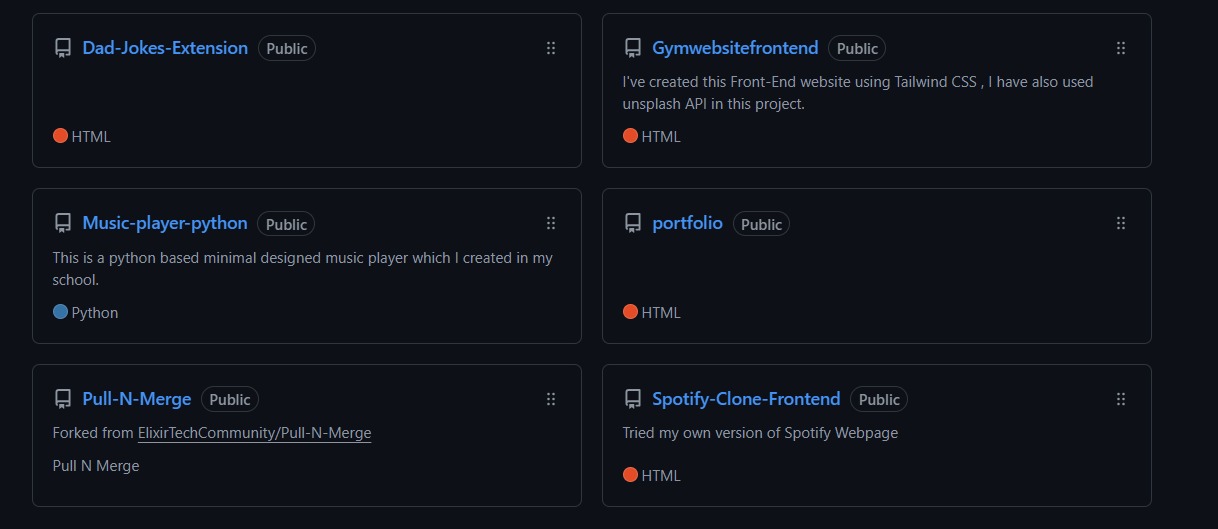 Dad-Jokes-Extension Public
HTML
Gymwebsitefrontend Public
I've created this Front-End website using Tailwind CSS , I have also used
unsplash API in this project.
HTML
Music-player-python Public
This is a python based minimal designed music player which I created in my
school.
Python
portfolio Public
HTML
Pull-N-Merge Public
Forked from ElixirTechCommunity/Pull-N-Merge
Pull N Merge
Spotify-Clone-Frontend Public
Tried my own version of Spotify Webpage
HTML